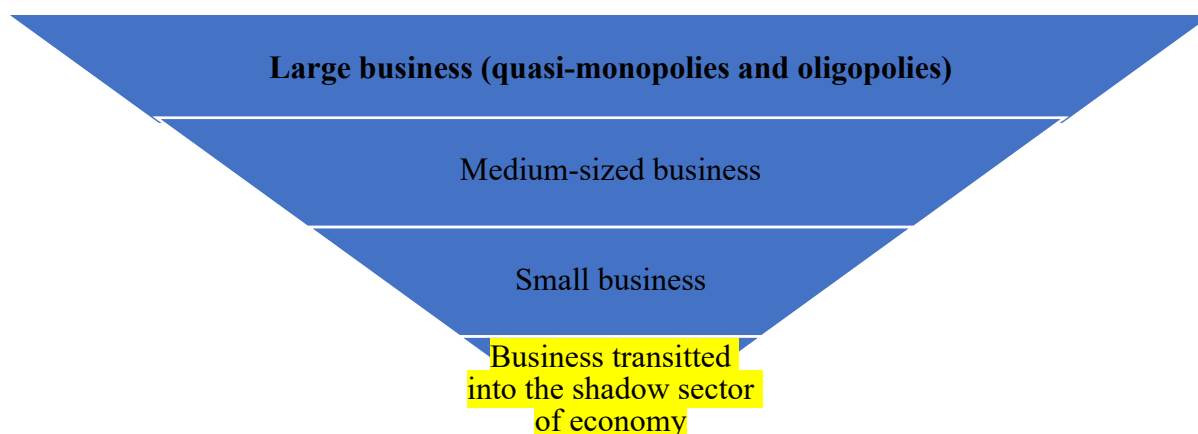 Large business (quasi-monopolies and oligopolies)
Medium-sized business
Small business
Business transitted
into the shadow sector
of economy